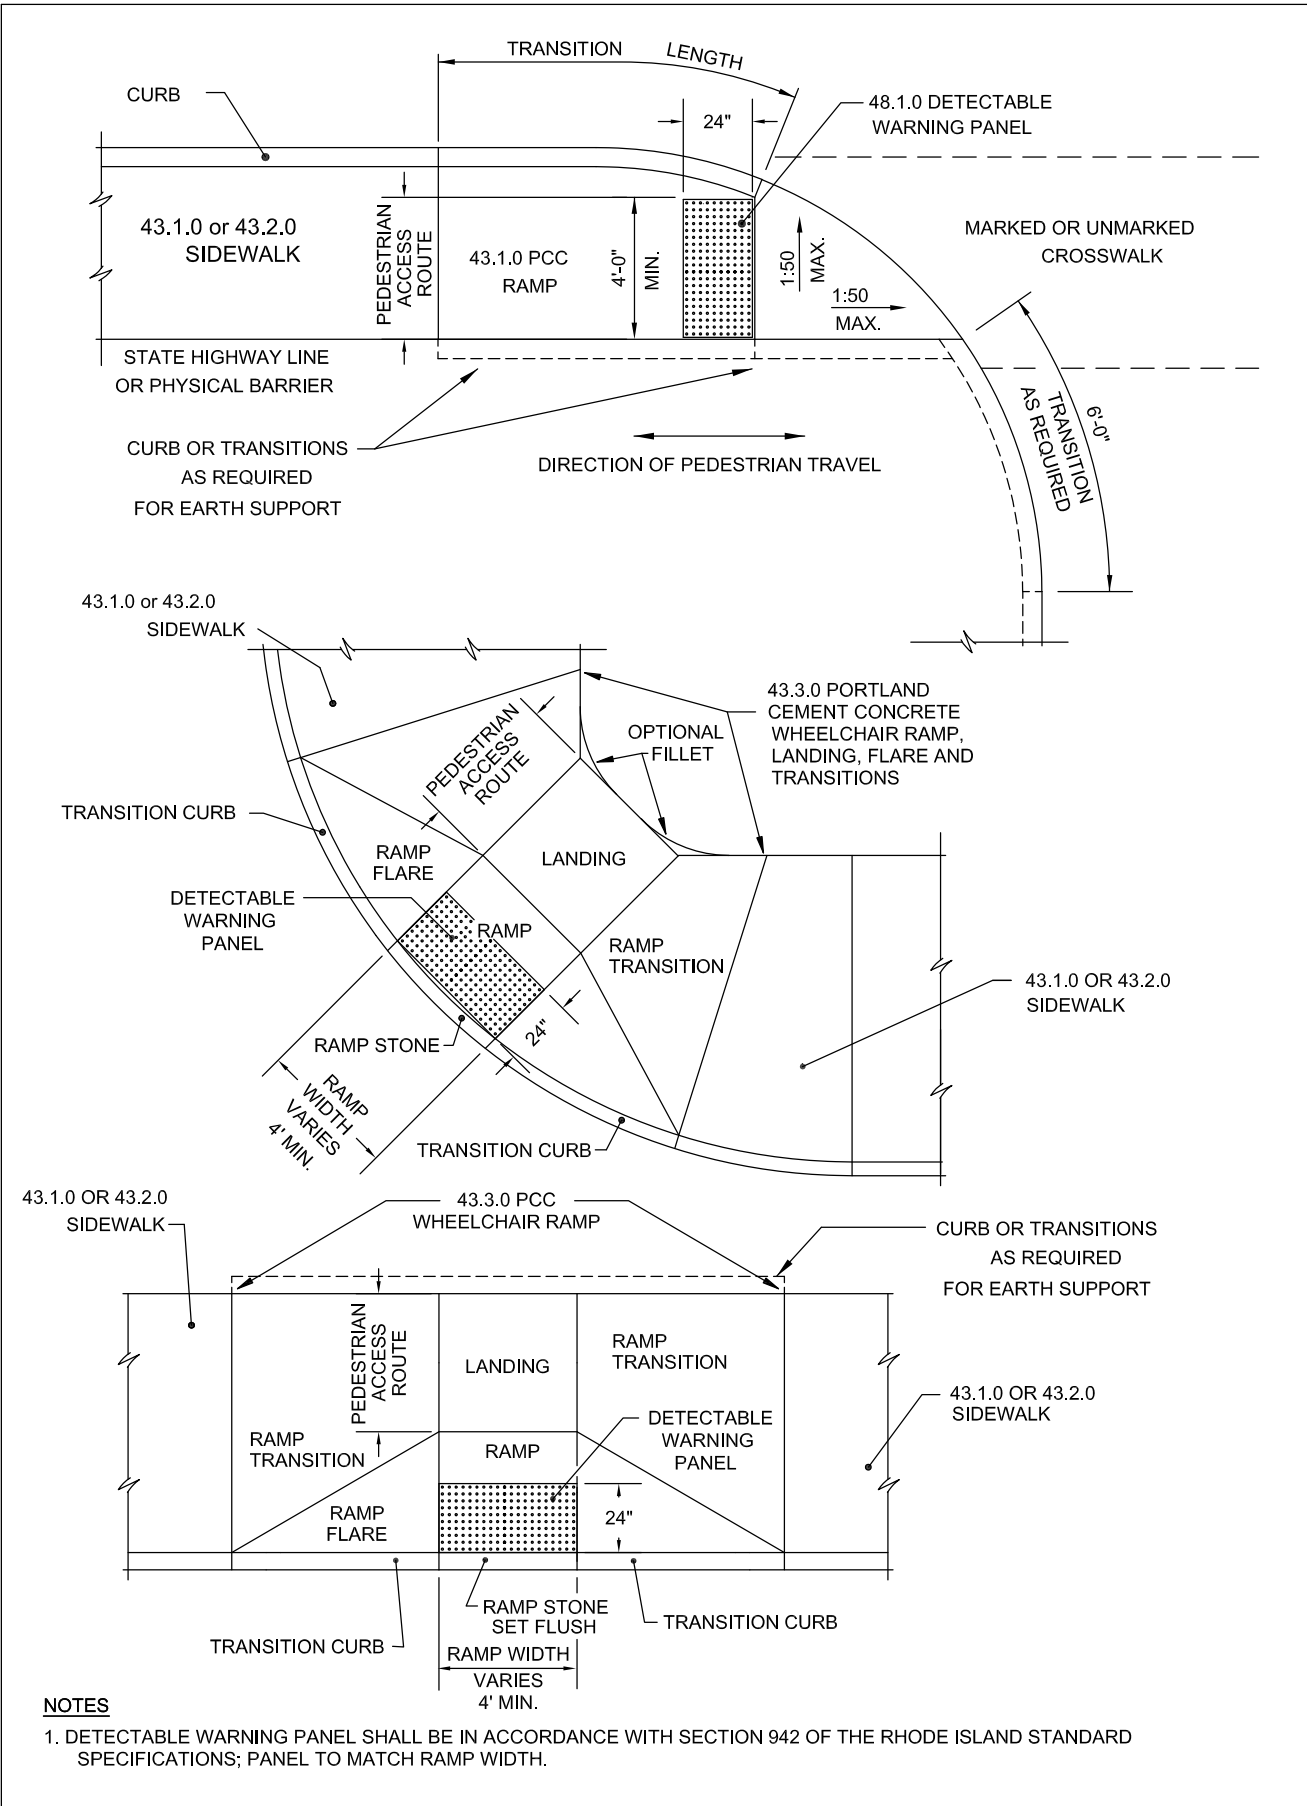 TRANSITION LENGTH
CURB
24"
48.1.0 DETECTABLE
WARNING PANEL
43.1.0 or 43.2.0
SIDEWALK
PEDESTRIAN
ACCESS
ROUTE
43.1.0 PCC
RAMP
4'-0"
MIN.
1:50
MAX.
1:50
MAX.
MARKED OR UNMARKED
CROSSWALK
STATE HIGHWAY LINE
OR PHYSICAL BARRIER
CURB OR TRANSITIONS
AS REQUIRED
FOR EARTH SUPPORT
DIRECTION OF PEDESTRIAN TRAVEL
6'-0"
TRANSITION
AS REQUIRED
43.1.0 or 43.2.0
SIDEWALK
PEDESTRIAN
ACCESS
ROUTE
OPTIONAL
FILLET
43.3.0 PORTLAND
CEMENT CONCRETE
WHEELCHAIR RAMP,
LANDING, FLARE AND
TRANSITIONS
TRANSITION CURB
RAMP
FLARE
LANDING
DETECTABLE
WARNING
PANEL
RAMP
RAMP
TRANSITION
43.1.0 OR 43.2.0
SIDEWALK
RAMP STONE
24"
RAMP
WIDTH
VARIES
4' MIN.
TRANSITION CURB
43.1.0 OR 43.2.0
SIDEWALK
43.3.0 PCC
WHEELCHAIR RAMP
CURB OR TRANSITIONS
AS REQUIRED
FOR EARTH SUPPORT
PEDESTRIAN
ACCESS
ROUTE
LANDING
RAMP
TRANSITION
43.1.0 OR 43.2.0
SIDEWALK
RAMP
TRANSITION
RAMP
DETECTABLE
WARNING
PANEL
RAMP
FLARE
24"
RAMP STONE
SET FLUSH
TRANSITION CURB
TRANSITION CURB
RAMP WIDTH
VARIES
4' MIN.
NOTES
1. DETECTABLE WARNING PANEL SHALL BE IN ACCORDANCE WITH SECTION 942 OF THE RHODE ISLAND STANDARD
SPECIFICATIONS; PANEL TO MATCH RAMP WIDTH.